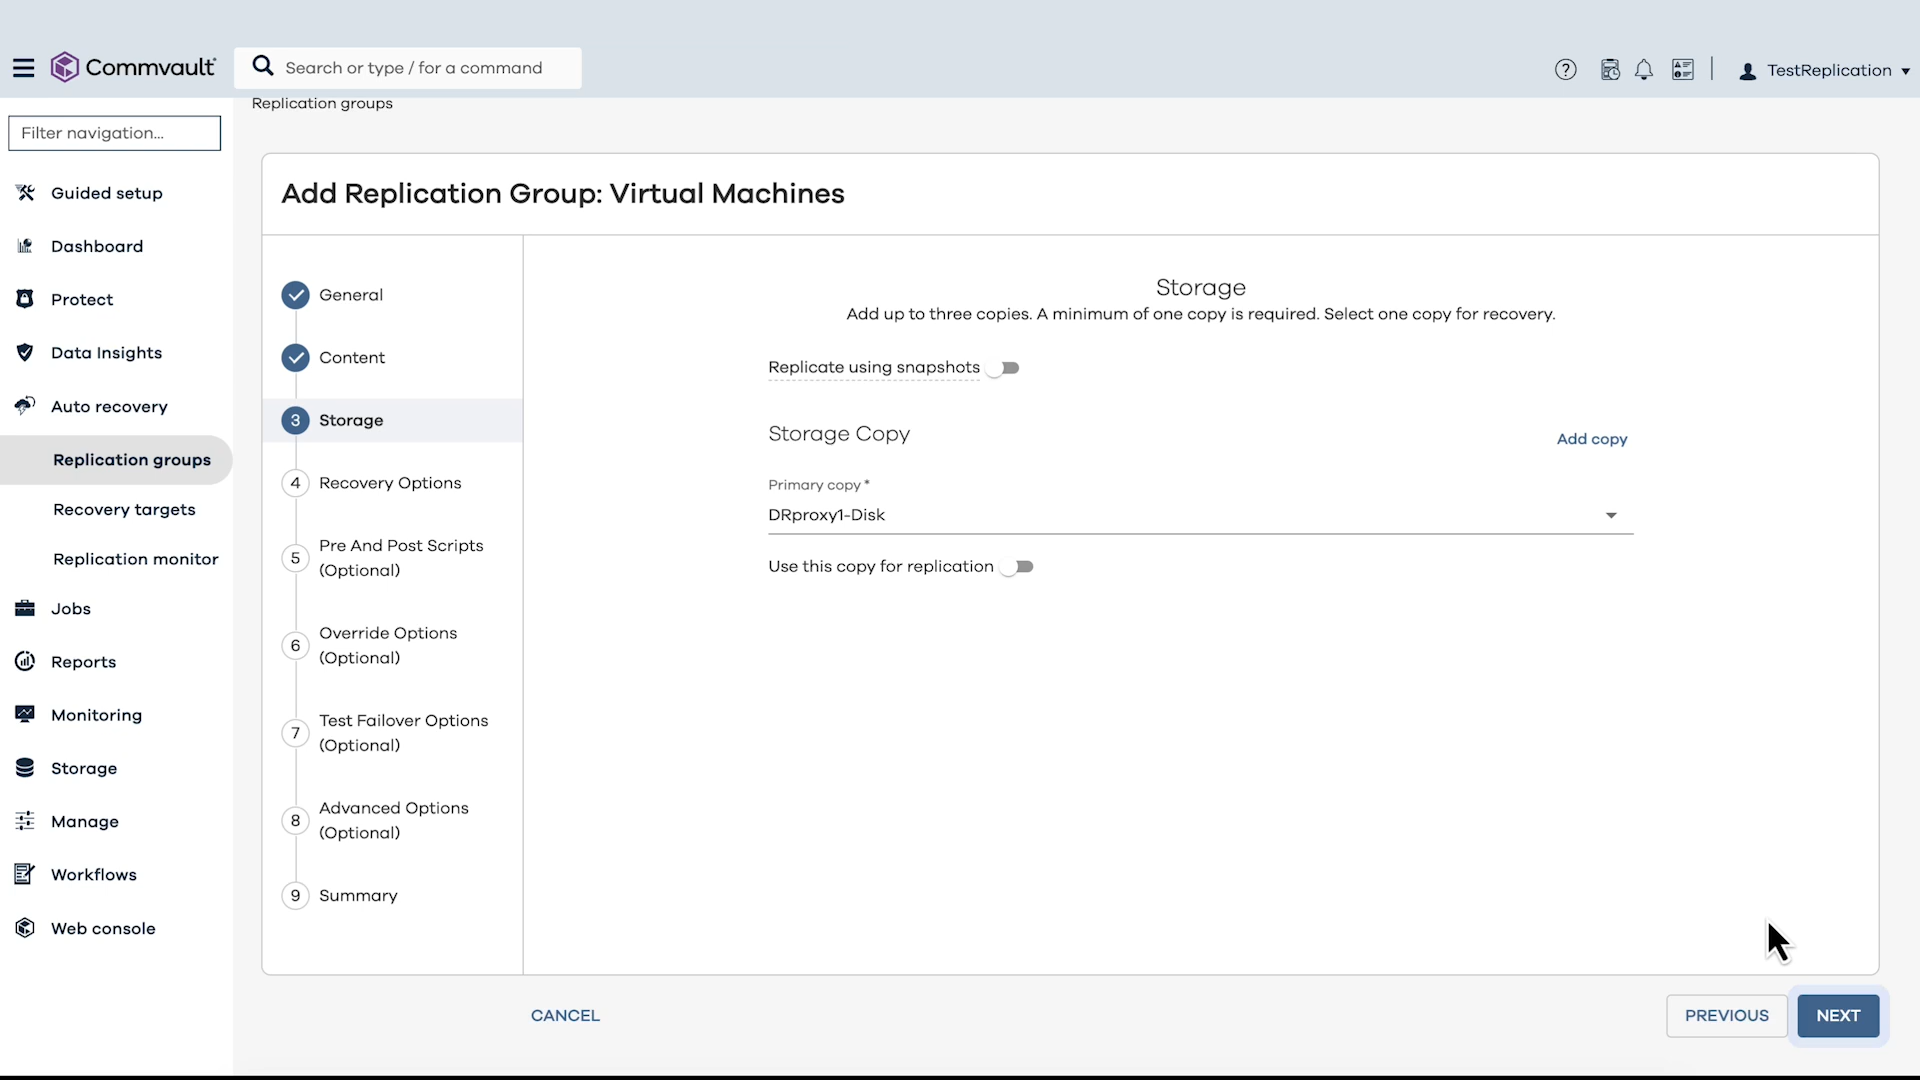 Commvault
Search or type / for a command
TestReplication
Replication groups
Filter navigation...
Guided setup
Dashboard
Protect
Data Insights
Auto recovery
Replication groups
Recovery targets
Replication monitor
Jobs
Reports
Monitoring
Storage
Manage
Workflows
Web console
Add Replication Group: Virtual Machines
General
Content
3 Storage
4 Recovery Options
5 Pre And Post Scripts
(Optional)
6 Override Options
(Optional)
7 Test Failover Options
(Optional)
8 Advanced Options
(Optional)
9 Summary
Storage
Add up to three copies. A minimum of one copy is required. Select one copy for recovery.
Replicate using snapshots
Storage Copy
Add copy
Primary copy *
DRproxy1-Disk
Use this copy for replication
CANCEL
PREVIOUS
NEXT